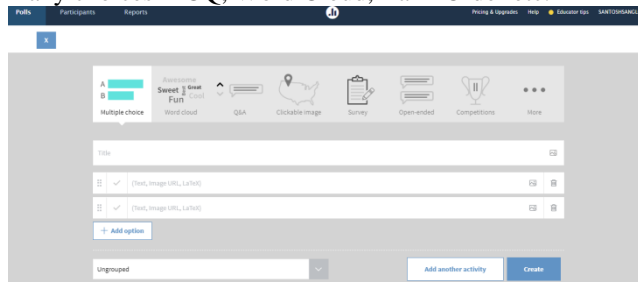 Polls Participants Reports Pricing & Upgrades Help Educator tips
x
A
B
Awesome
Sweet Fun Great
Fun Cool
Multiple choice Word cloud Q&A Clickable image Survey Open-ended Competitions More
Title
(Text, Image URL, LaTeX)
(Text, Image URL, LaTeX)
+ Add option
Ungrouped Add another activity Create